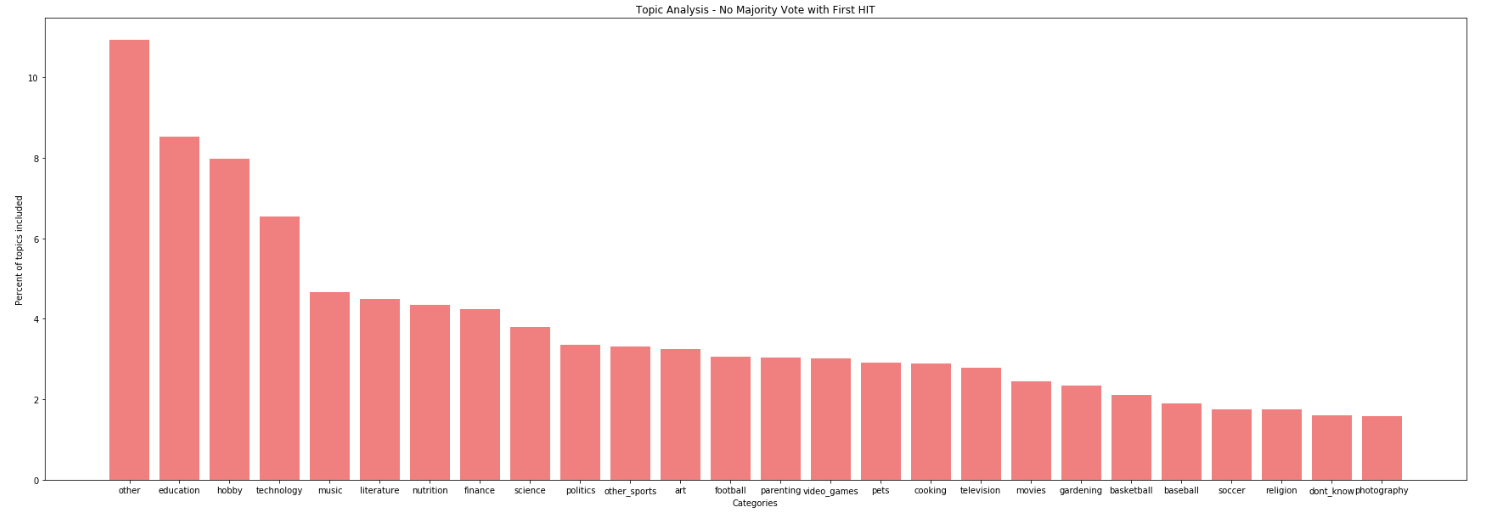 Topic Analysis - No Majority Vote with First HIT
Percent of topics included
10
8
6
4
2
0
other education hobby technology music literature nutrition finance science politics other_sports art football parenting video_games pets cooking television movies gardening basketball baseball soccer religion dont_know photography
Categories